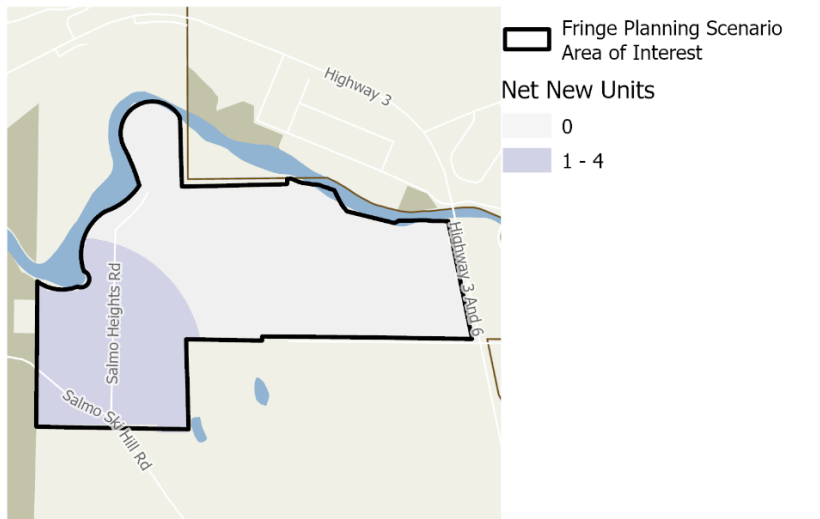 Fringe Planning Scenario
Area of Interest
Net New Units
0
1 - 4
Highway 3
Highway 3 And 6
Salmo Heights Rd
Salmo Ski Hill Rd